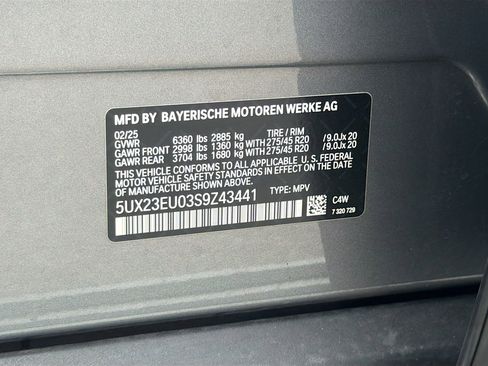 MFD BY BAYERISCHE MOTOREN WERKE AG
02/25 TIRE / RIM
GVWR 6360 lbs 2885 kg
GAWR FRONT 2998 lbs 1360 kg WITH 275/45 R20 /9.0Jx 20
GAWR REAR 3704 lbs 1680 kg WITH 275/45 R20 /9.0Jx 20
THIS VEHICLE CONFORMS TO ALL APPLICABLE U.S. FEDERAL
MOTOR VEHICLE SAFETY STANDARDS IN EFFECT ON THE DATE
OF MANUFACTURE SHOWN ABOVE.
5UX23EU03S9Z43441 TYPE: MPV
C4W
7 320 729